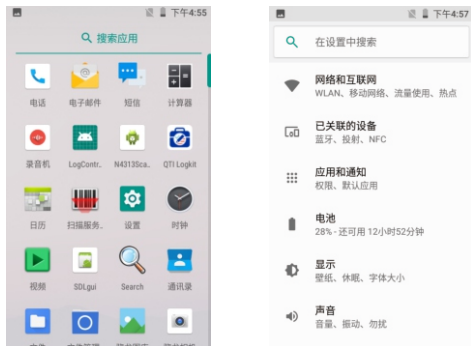 下午4:55
搜索应用
电话 电子邮件 短信 计算器
录音机 LogContr.. N4313Sca.. QTI Logkit
日历 扫描服务.. 设置 时钟
视频 SDLgui Search 通讯录
下午4:57
在设置中搜索
网络和互联网
WLAN、移动网络、流量使用、热点
已关联的设备
蓝牙、投射、NFC
应用和通知
权限、默认应用
电池
28% - 还可用 12小时52分钟
显示
壁纸、休眠、字体大小
声音
音量、振动、勿扰